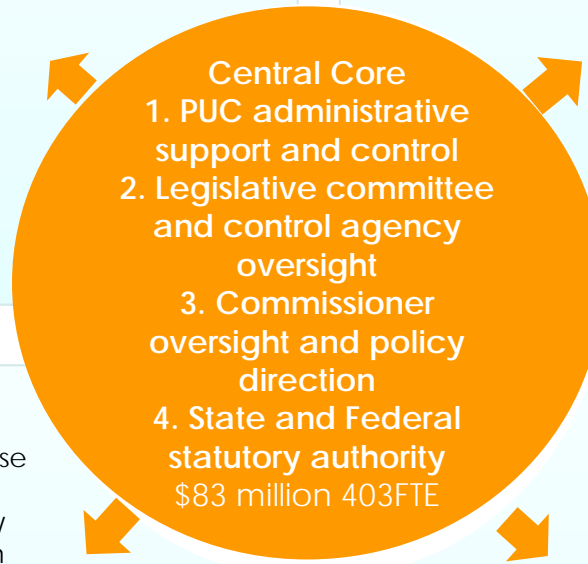 Central Core
1. PUC administrative
support and control
2. Legislative committee
and control agency
oversight
3. Commissioner
oversight and policy
direction
4. State and Federal
statutory authority
$83 million 403FTE